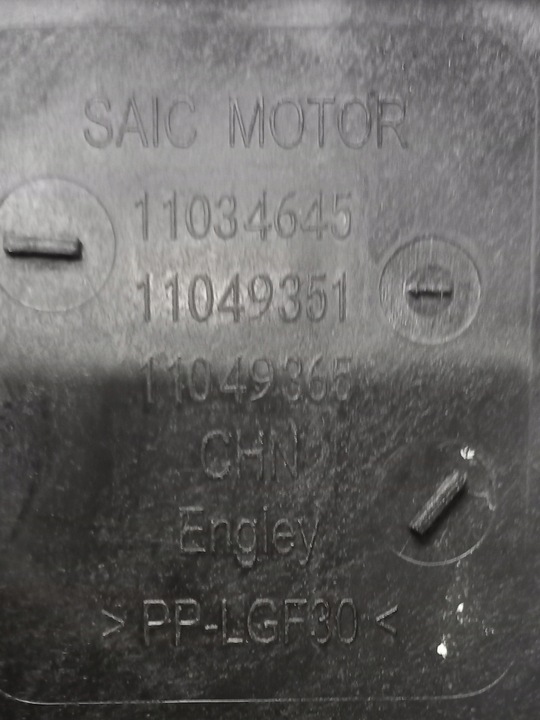 SAIC MOTOR
11034645
11049351
11049365
CHN
Engley
> PP-LGF30 <